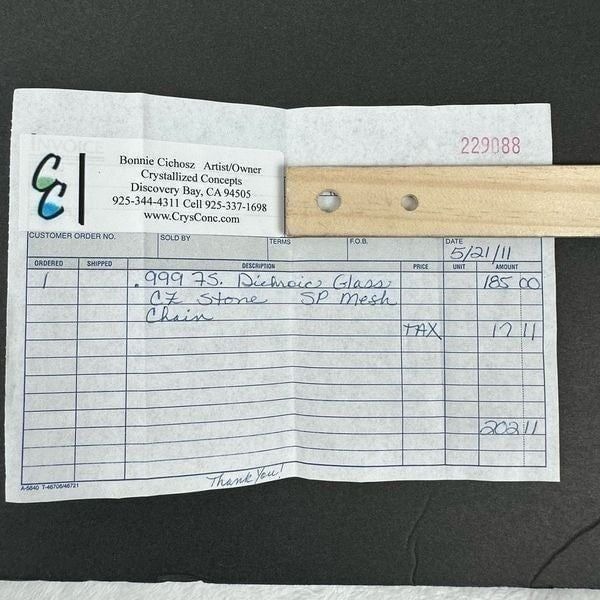 INVOICE
229088
CC
Bonnie Cichosz Artist/Owner
Crystallized Concepts
Discovery Bay, CA 94505
925-344-4311 Cell 925-337-1698
www.CrysConc.com
CUSTOMER ORDER NO. SOLD BY TERMS F.O.B. DATE
5/21/11
ORDERED SHIPPED DESCRIPTION PRICE UNIT AMOUNT
1 .999 7S. Dichroic Glass 185 00
CZ Stone SP Mesh
Chain
TAX 17 11
202 11
Thank You!
A-5840 T-46706/46721